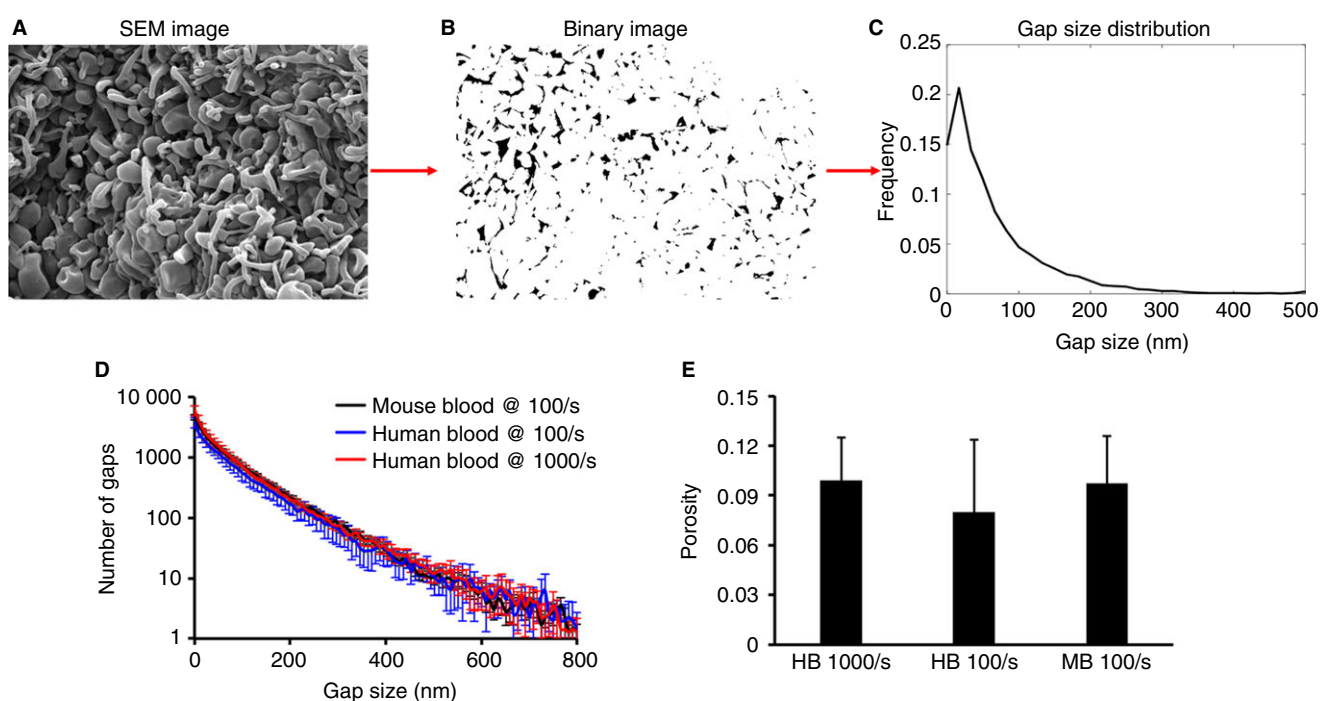 A
SEM image
B
Binary image
C
Gap size distribution
0.25
0.2
0.15
0.1
0.05
0
Frequency
0 100 200 300 400 500
Gap size (nm)
D
10 000
1000
100
10
1
Number of gaps
Mouse blood @ 100/s
Human blood @ 100/s
Human blood @ 1000/s
0 200 400 600 800
Gap size (nm)
E
0.15
0.12
0.09
0.06
0.03
0
Porosity
HB 1000/s HB 100/s MB 100/s